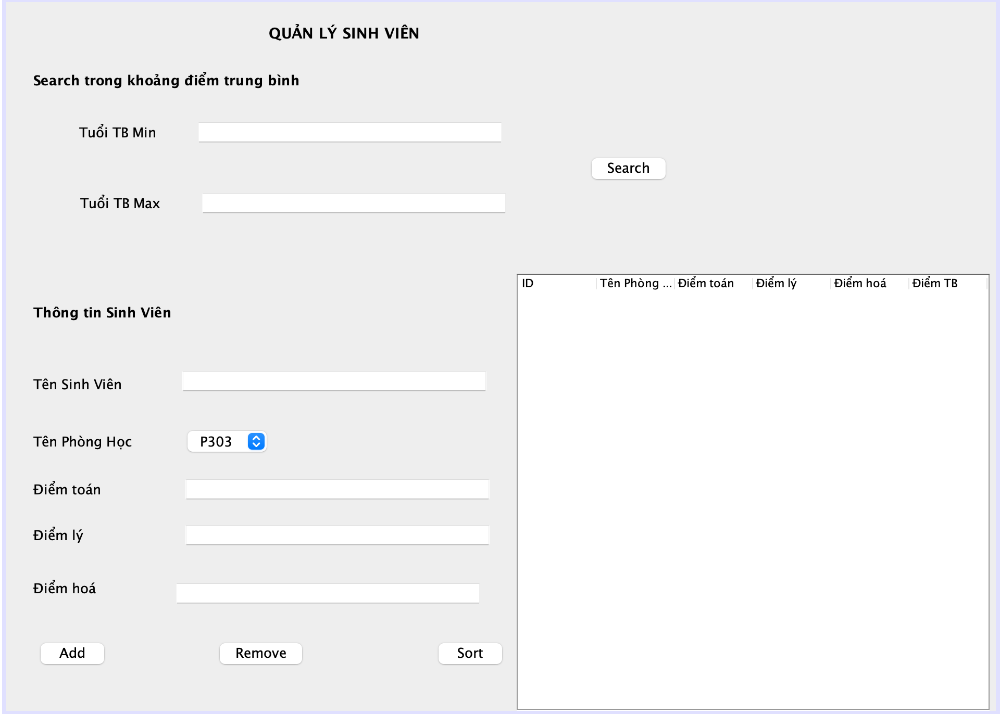 QUẢN LÝ SINH VIÊN
Search trong khoảng điểm trung bình
Tuổi TB Min
Search
Tuổi TB Max
ID Tên Phòng ... Điểm toán Điểm lý Điểm hoá Điểm TB
Thông tin Sinh Viên
Tên Sinh Viên
Tên Phòng Học P303
Điểm toán
Điểm lý
Điểm hoá
Add Remove Sort